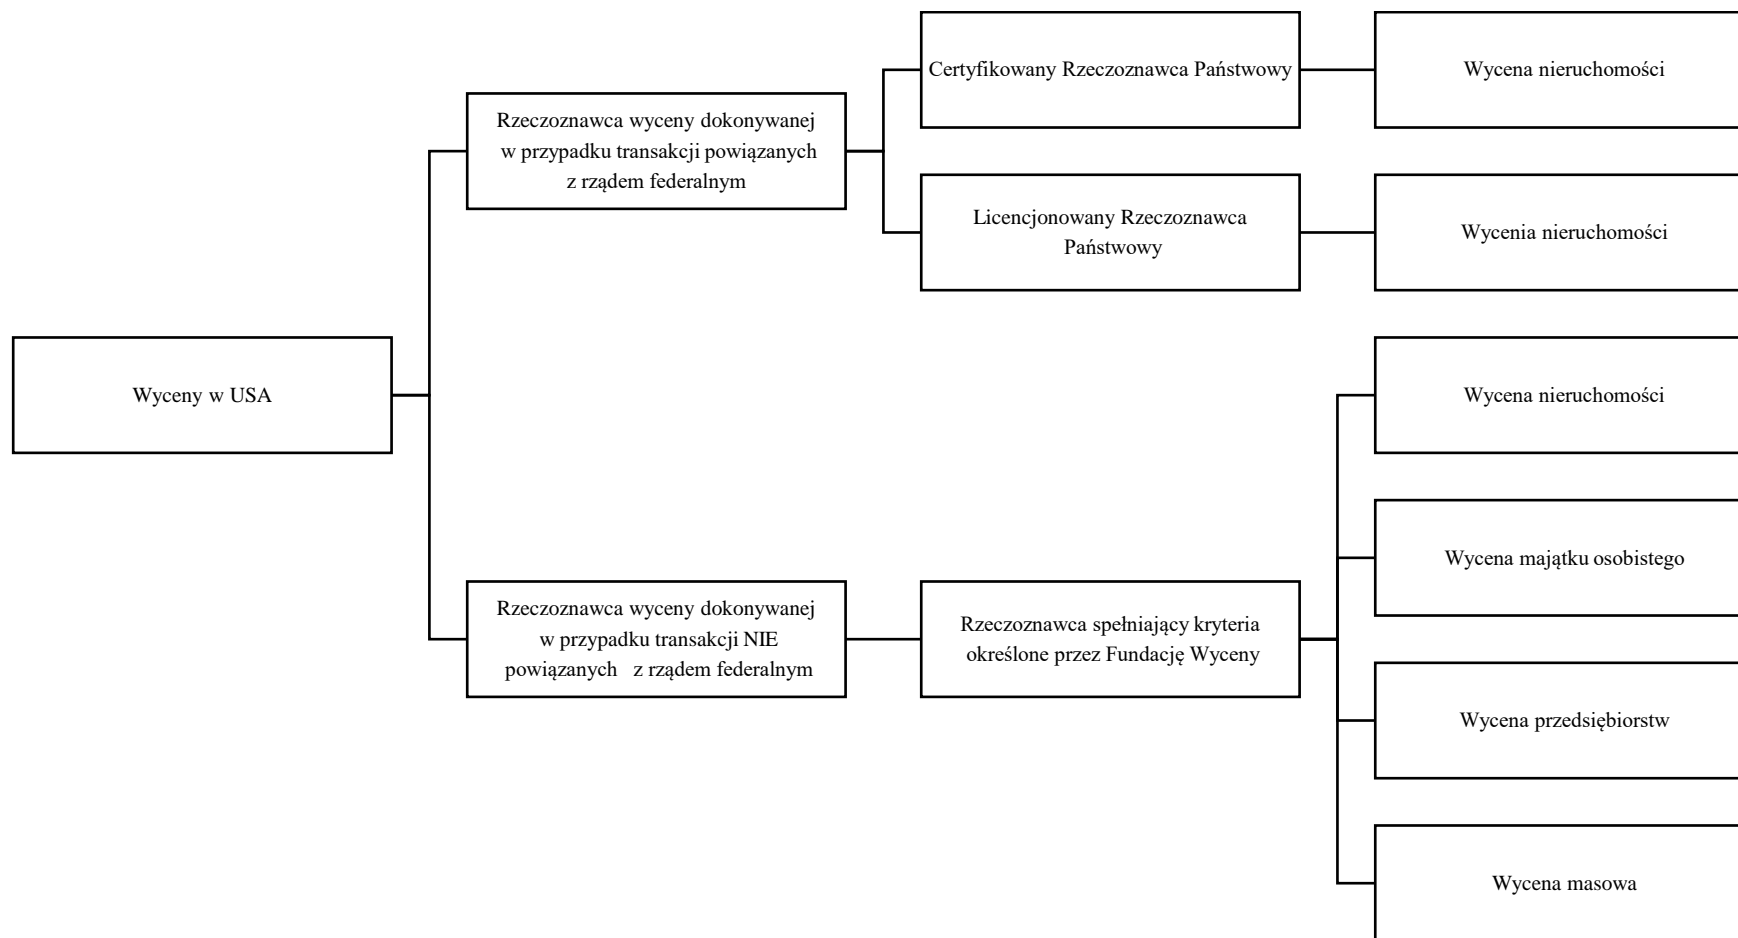 Certyfikowany Rzeczoznawca Państwowy
Wycena nieruchomości
Rzeczoznawca wyceny dokonywanej
w przypadku transakcji powiązanych
z rządem federalnym
Licencjonowany Rzeczoznawca
Państwowy
Wycenia nieruchomości
Wyceny w USA
Wycena nieruchomości
Wycena majątku osobistego
Rzeczoznawca wyceny dokonywanej
w przypadku transakcji NIE
powiązanych z rządem federalnym
Rzeczoznawca spełniający kryteria
określone przez Fundację Wyceny
Wycena przedsiębiorstw
Wycena masowa